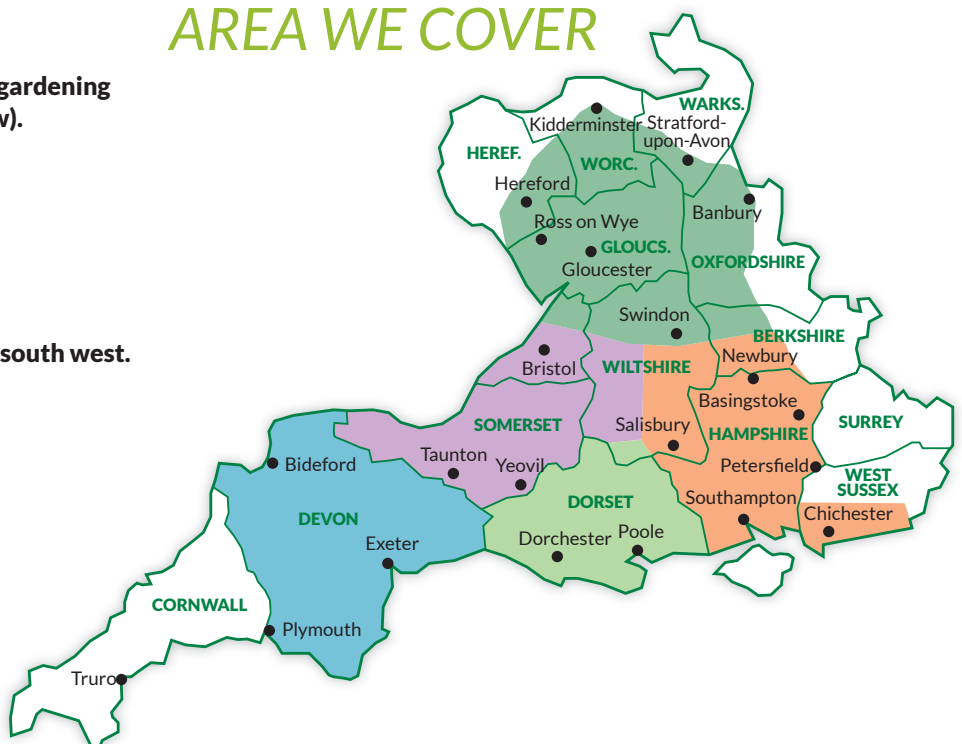 AREA WE COVER
gardening
w).
south west.
WARKS.
Kidderminster
Stratford-
upon-Avon
HEREF.
WORC.
Hereford
Banbury
Ross on Wye
GLOUCS.
Gloucester
OXFORDSHIRE
Swindon
BERKSHIRE
Newbury
Bristol
WILTSHIRE
Basingstoke
SURREY
Salisbury
HAMPSHIRE
SOMERSET
Taunton
Yeovil
Petersfield
WEST
SUSSEX
Bideford
DORSET
Southampton
Chichester
DEVON
Exeter
Dorchester
Poole
CORNWALL
Plymouth
Truro